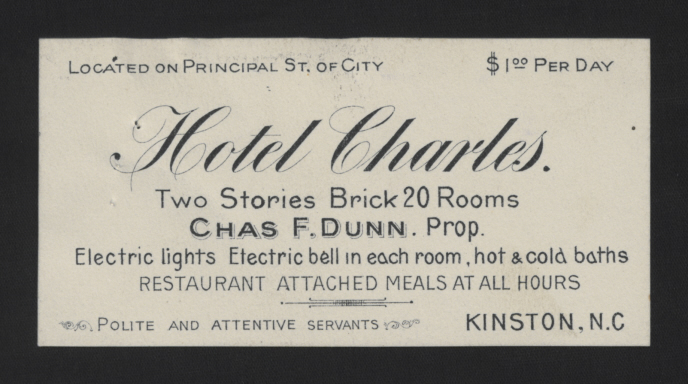 LOCATED ON PRINCIPAL ST. OF CITY
$1.00 PER DAY
Hotel Charles.
Two Stories Brick 20 Rooms
CHAS F. DUNN. Prop.
Electric lights Etectric bell in each room, hot & cold baths
RESTAURANT ATTACHED MEALS AT ALL HOURS
POLITE AND ATTENTIVE SERVANTS
KINSTON, N.C